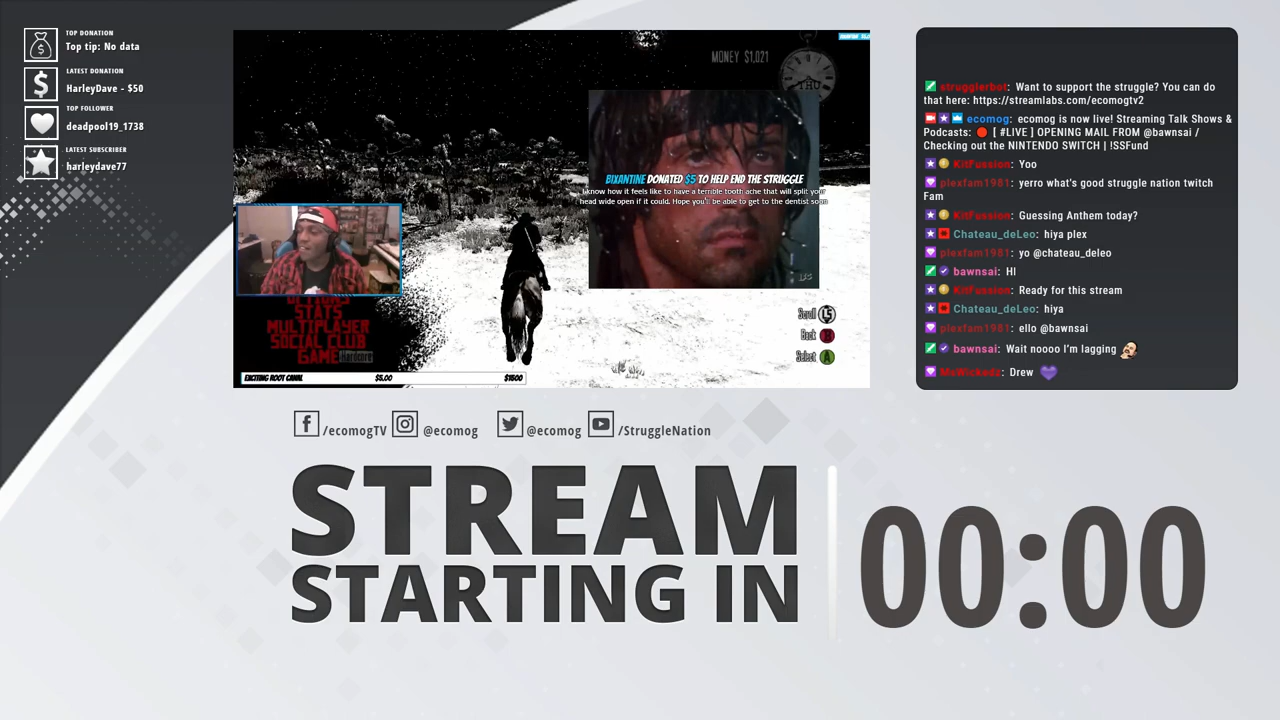 TOP DONATION
Top tip: No data
LATEST DONATION
HarleyDave - $50
TOP FOLLOWER
deadpool19_1738
LATEST SUBSCRIBER
harleydave77
MONEY $1,021
THU
BIXANTINE DONATED $5 TO HELP END THE STRUGGLE
I know how it feels like to have a terrible tooth ache that will split your
head wide open if it could. Hope you'll be able to get to the dentist soon
OPTIONS
STATS
MULTIPLAYER
SOCIAL CLUB
GAME Hardcore
Scroll LS
Back B
Select A
EXCITING ROOT CANAL $5.00 $1500
strugglerbot: Want to support the struggle? You can do
that here: https://streamlabs.com/ecomogtv2
ecomog: ecomog is now live! Streaming Talk Shows &
Podcasts: [ #LIVE ] OPENING MAIL FROM @bawnsai /
Checking out the NINTENDO SWITCH | !SSFund
KitFussion: Yoo
plexfam1981: yerro what's good struggle nation twitch
Fam
KitFussion: Guessing Anthem today?
Chateau_deLeo: hiya plex
plexfam1981: yo @chateau_deleo
bawnsai: HI
KitFussion: Ready for this stream
Chateau_deLeo: hiya
plexfam1981: ello @bawnsai
bawnsai: Wait noooo I'm lagging
MsWickedz: Drew
/ecomogTV @ecomog @ecomog /StruggleNation
STREAM
STARTING IN
00:00